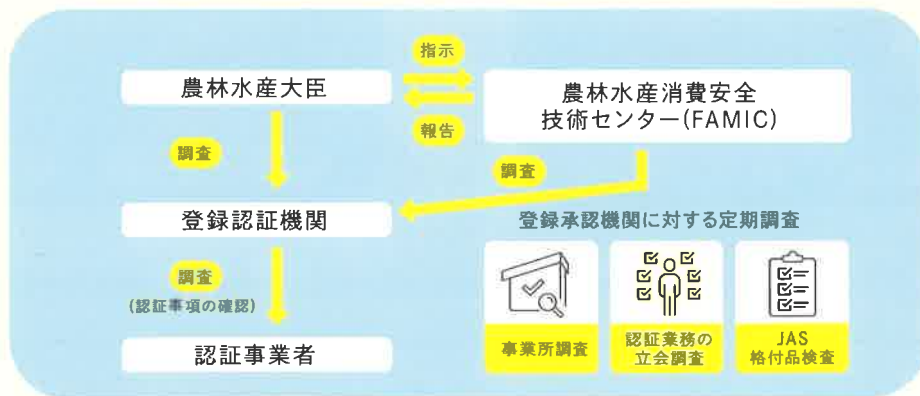 指示
農林水産大臣
農林水産消費安全
技術センター(FAMIC)
報告
調査
調査
登録認証機関
登録承認機関に対する定期調査
調査
(認証事項の確認)
事業所調査
認証業務の
立会調査
JAS
格付品検査
認証事業者